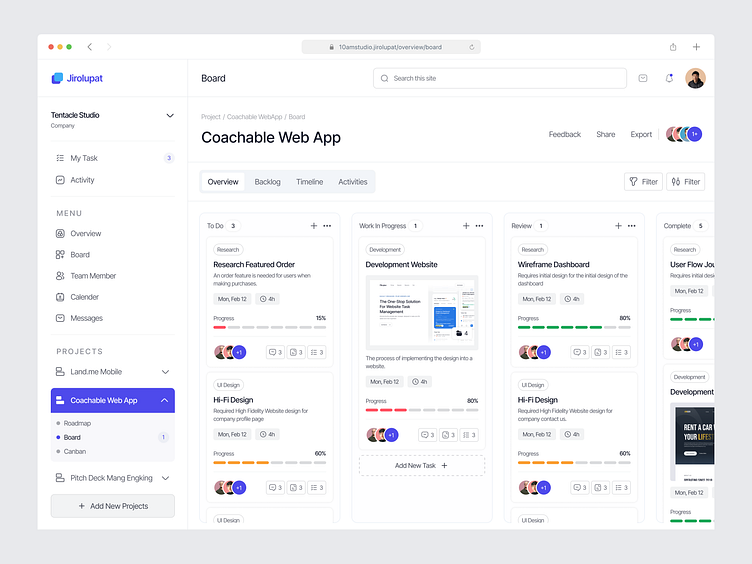 10amstudio.jirolupat/overview/board
Jirolupat
Board
Search this site
Tentacle Studio
Company
My Task 3
Activity
MENU
Overview
Board
Team Member
Calender
Messages
PROJECTS
Land.me Mobile
Coachable Web App
Roadmap
Board 1
Canban
Pitch Deck Mang Engking
+ Add New Projects
Project / Coachable WebApp / Board
Coachable Web App
Feedback Share Export 1+
Overview Backlog Timeline Activities
Filter Filter
To Do 3
Research
Research Featured Order
An order feature is needed for users when
making purchases.
Mon, Feb 12 4h
Progress 15%
+1 3 3 3
UI Design
Hi-Fi Design
Required High Fidelity Website design for
company profile page
Mon, Feb 12 4h
Progress 60%
+1 3 3 3
UI Design
Work In Progress 1
Development
Development Website
The One-Stop Solution
For Website Task
Management
4
The process of implementing the design into a
website.
Mon, Feb 12 4h
Progress 80%
+1 3 3 3
Add New Task +
Review 1
Research
Wireframe Dashboard
Requires initial design for the initial design of the
dashboard
Mon, Feb 12 4h
Progress 80%
+1 3 3 3
UI Design
Hi-Fi Design
Required High Fidelity Website design for
company contact us.
Mon, Feb 12 4h
Progress 60%
+1 3 3 3
UI Design
Complete 5
Research
User Flow Jou
Requires initial desi
Mon, Feb 12
Progress
+1
Development
Development
RENT A CAR
YOUR LIFEST
Mon, Feb 12
Progress